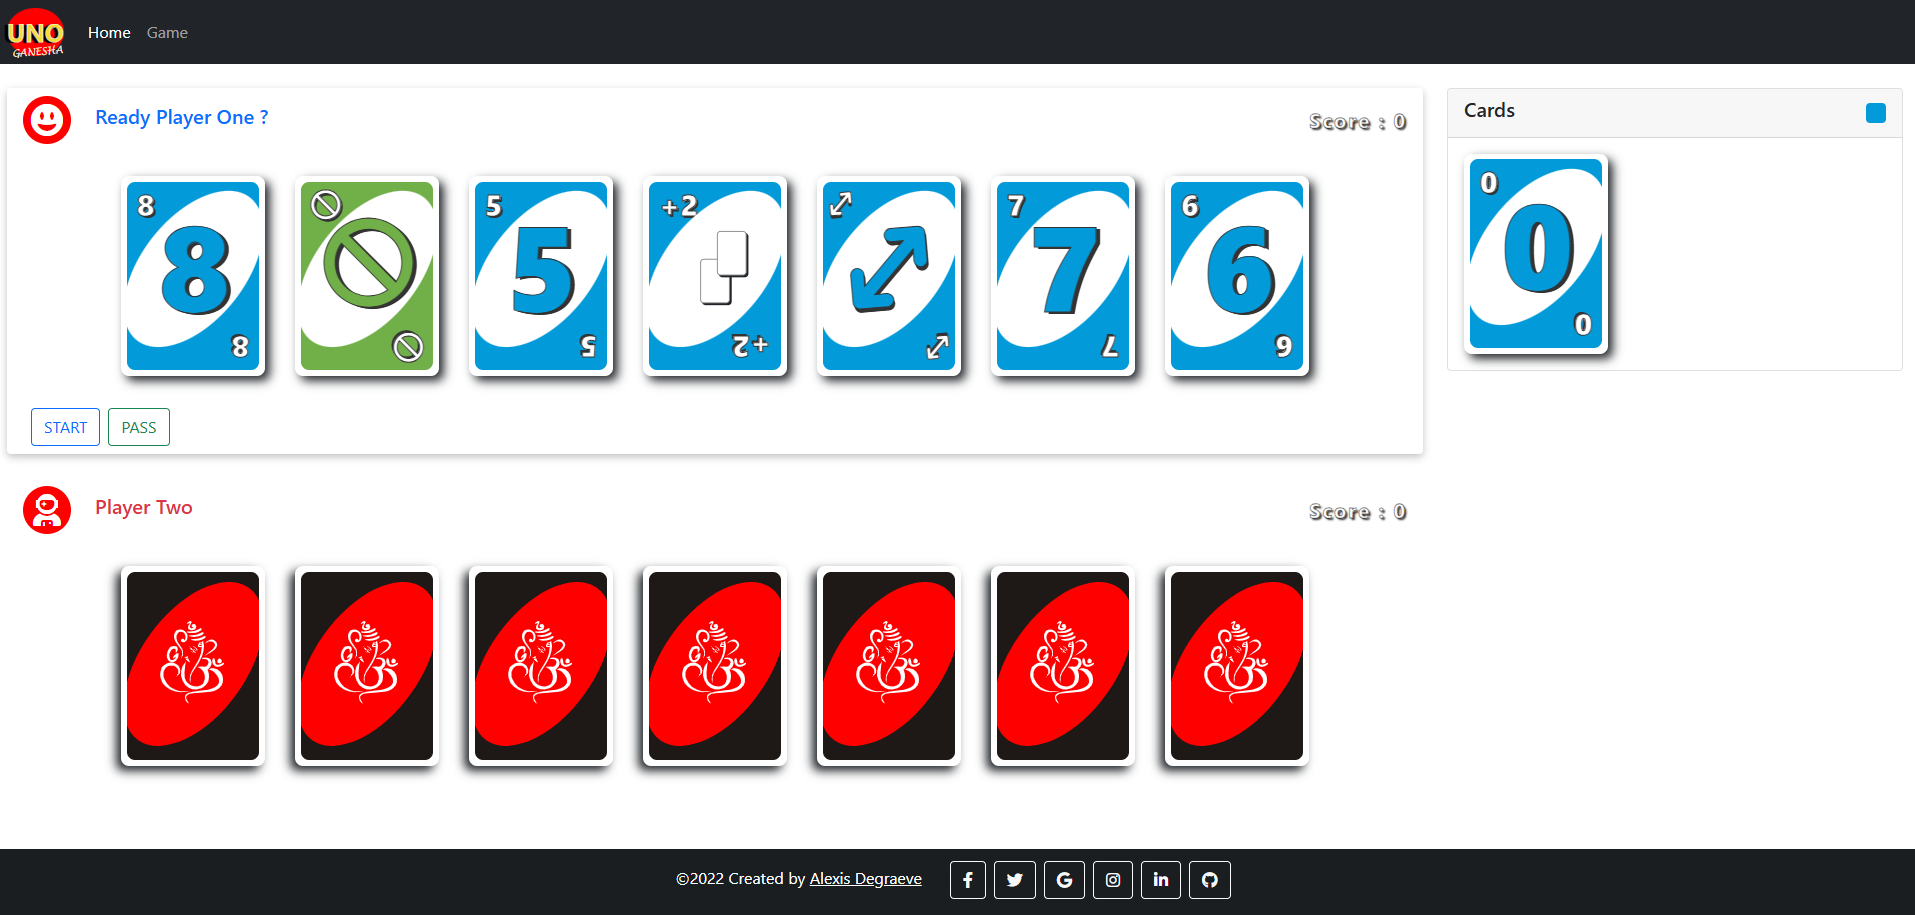 UNO
GANESHA
Home Game
Ready Player One ?
Score : 0
8 5 +2 7 6
8 5 7 6
8 5 +2 7 6
START PASS
Cards
0
0
0
Player Two
Score : 0
©2022 Created by Alexis Degraeve